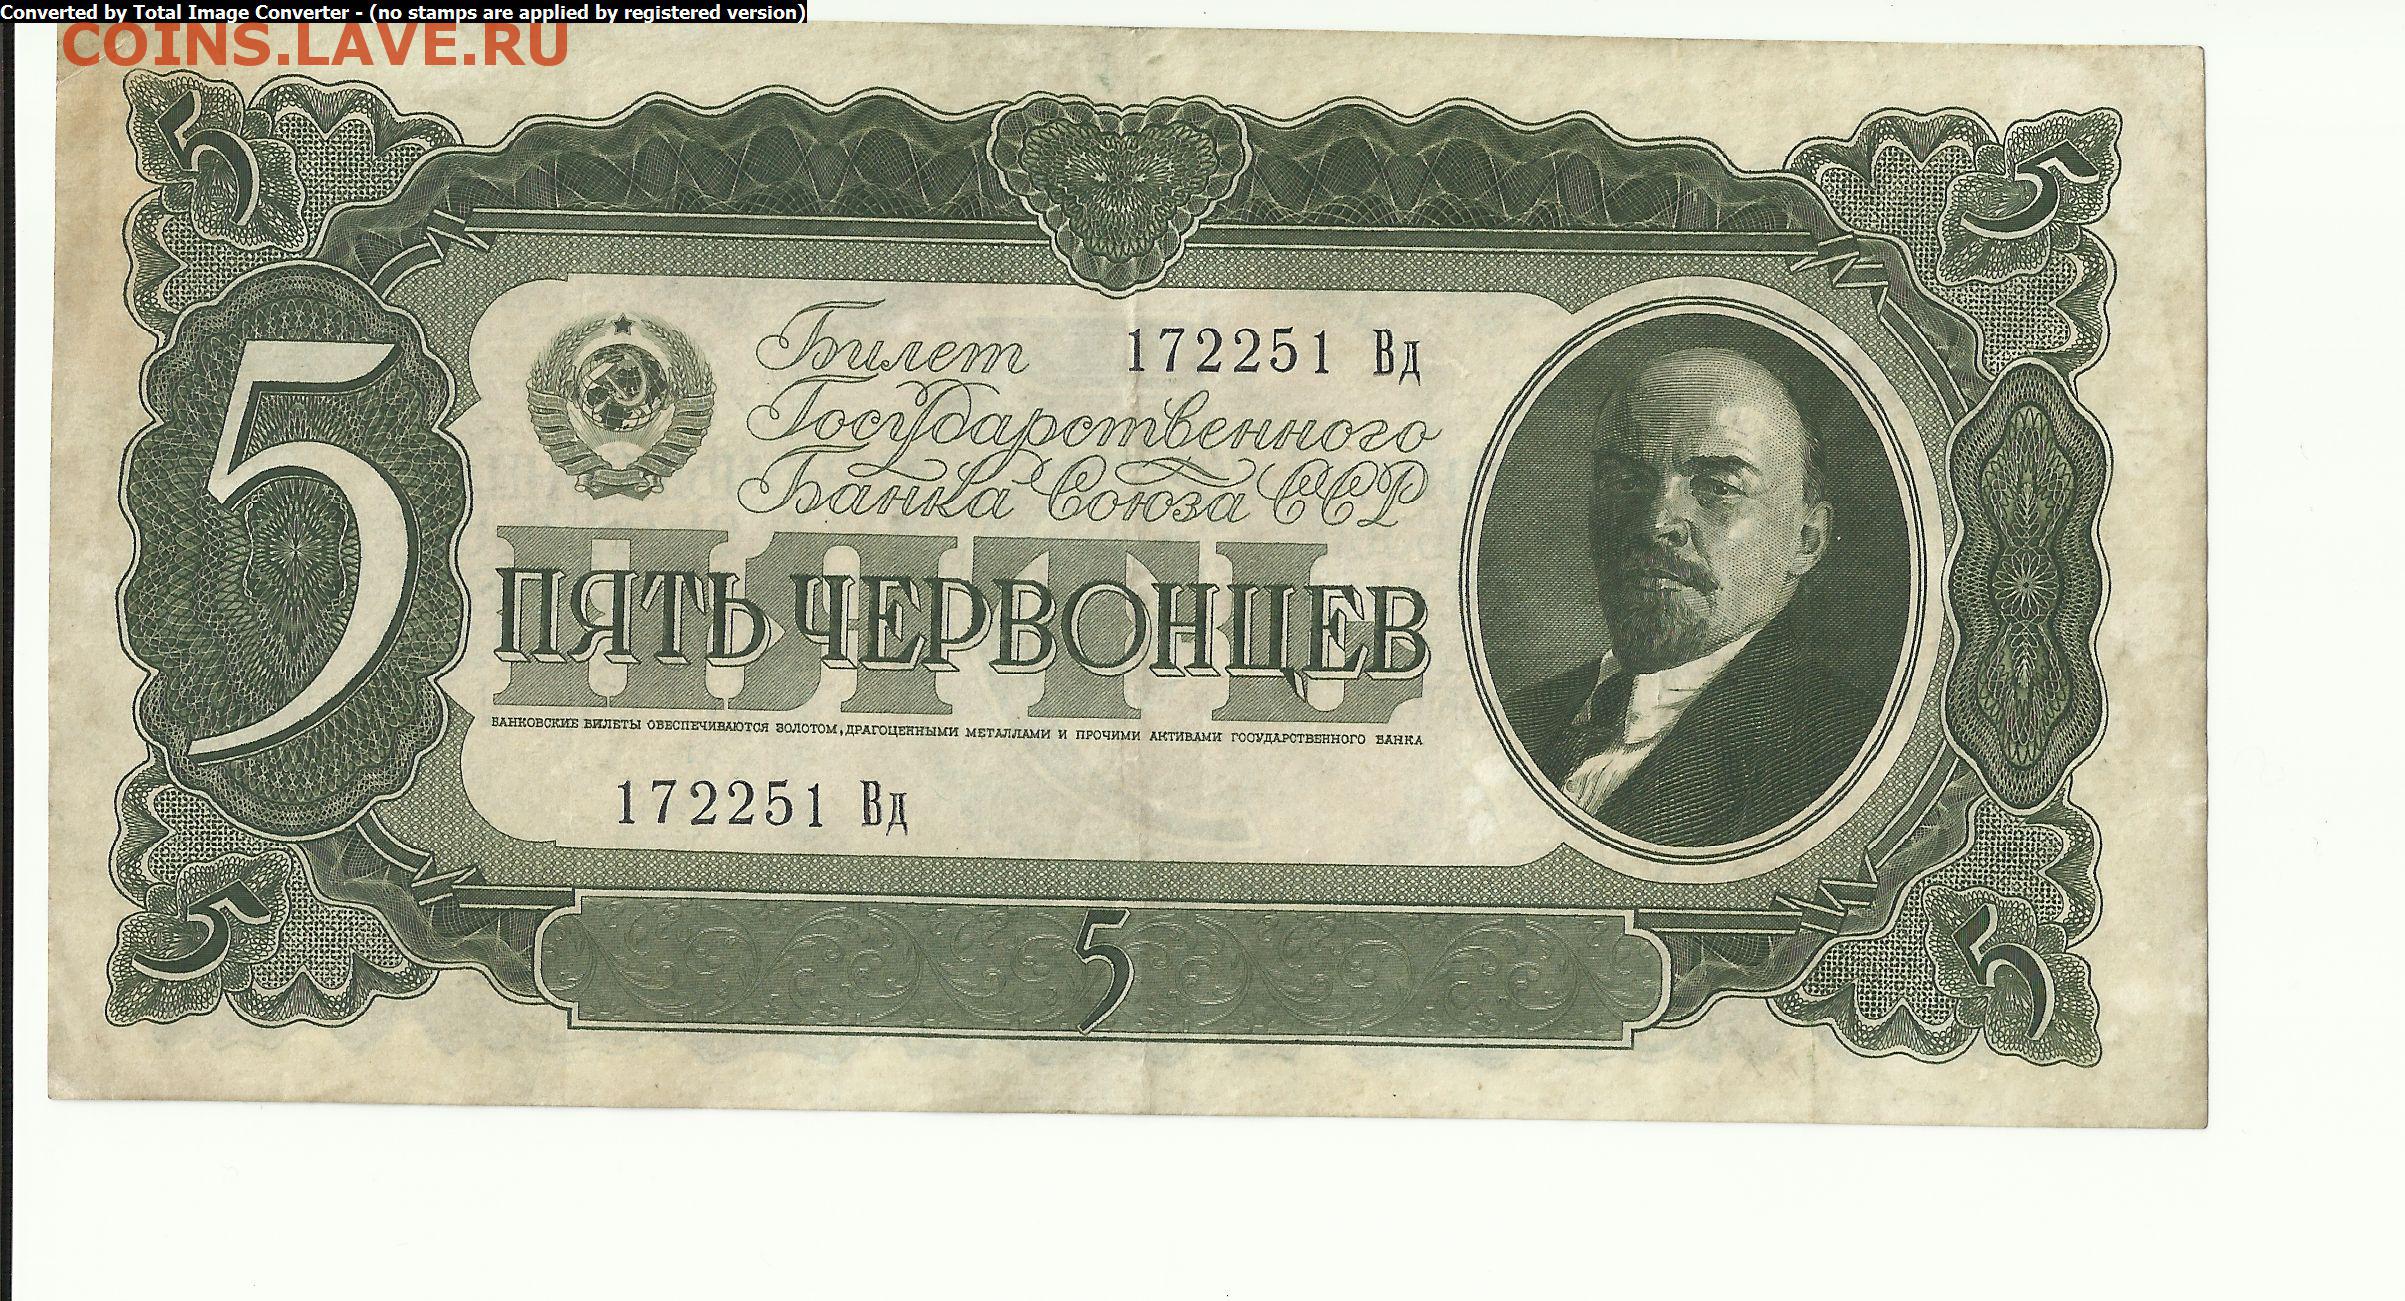 Converted by Total Image Converter - (no stamps are applied by registered version)
COINS.LAVE.RU
5
5
Билет 172251 Вд
Государственного
Банка Союза ССР
5
ПЯТЬ
ПЯТЬ ЧЕРВОНЦЕВ
БАНКОВСКИЕ БИЛЕТЫ ОБЕСПЕЧИВАЮТСЯ ЗОЛОТОМ, ДРАГОЦЕННЫМИ МЕТАЛЛАМИ И ПРОЧИМИ АКТИВАМИ ГОСУДАРСТВЕННОГО БАНКА
172251 Вд
5
5
5